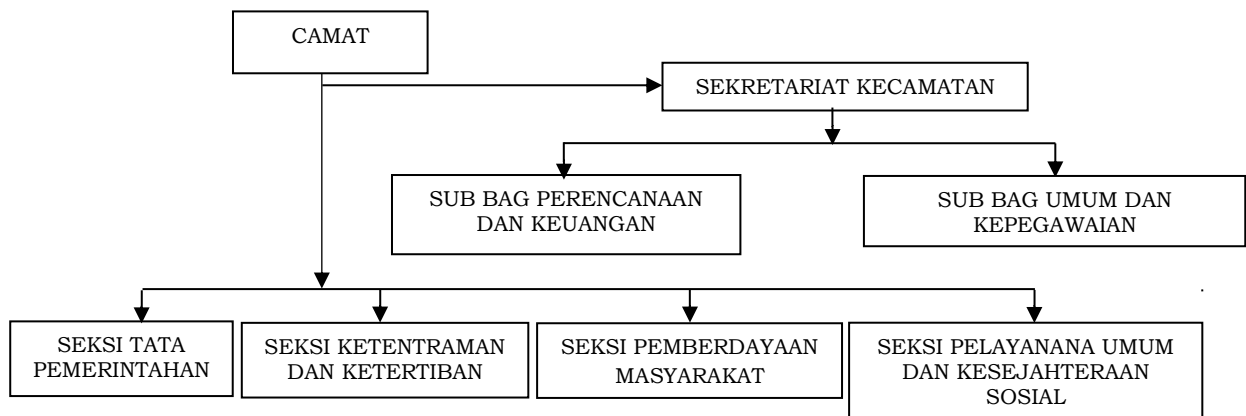 CAMAT
SEKRETARIAT KECAMATAN
SUB BAG PERENCANAAN
DAN KEUANGAN
SUB BAG UMUM DAN
KEPEGAWAIAN
SEKSI TATA
PEMERINTAHAN
SEKSI KETENTRAMAN
DAN KETERTIBAN
SEKSI PEMBERDAYAAN
MASYARAKAT
SEKSI PELAYANANA UMUM
DAN KESEJAHTERAAN
SOSIAL